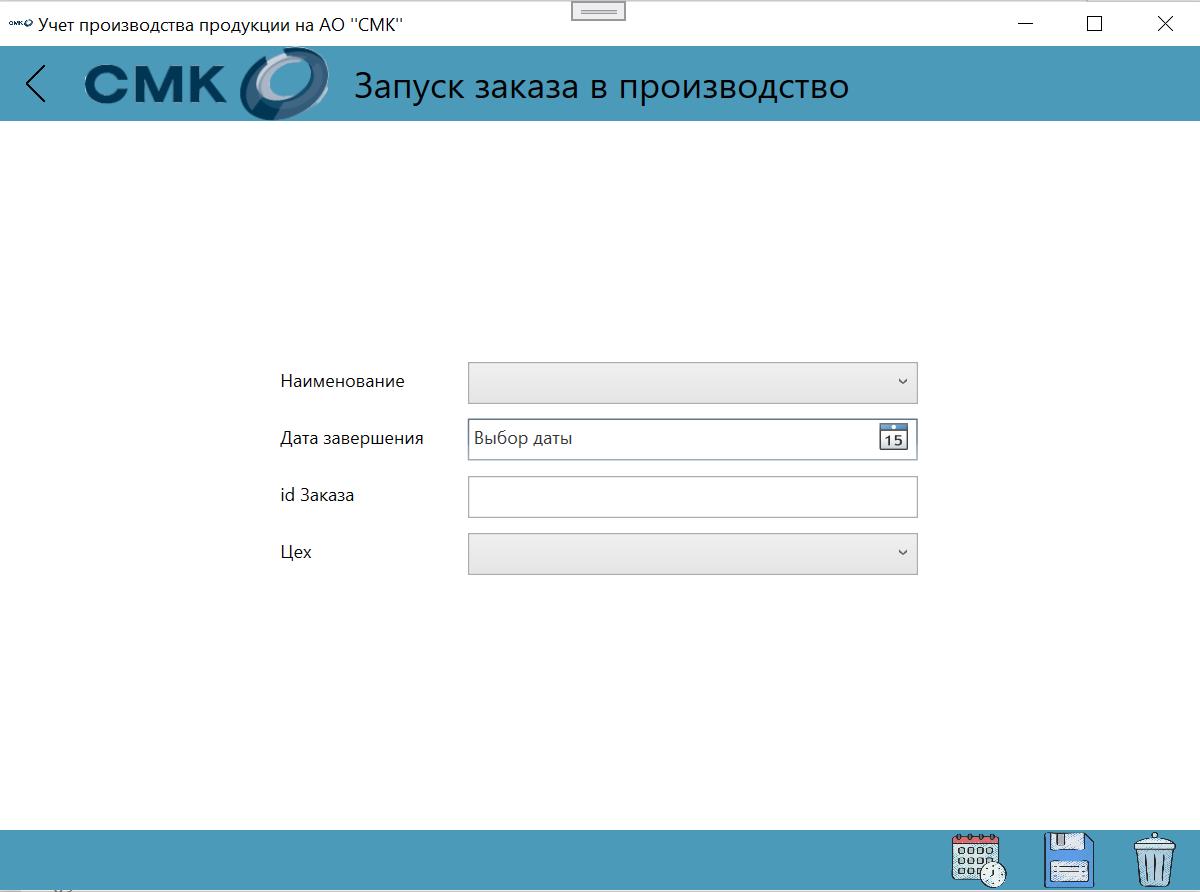 СМК Учет производства продукции на АО "СМК"
СМК Запуск заказа в производство
Наименование
Дата завершения Выбор даты 15
id Заказа
Цех